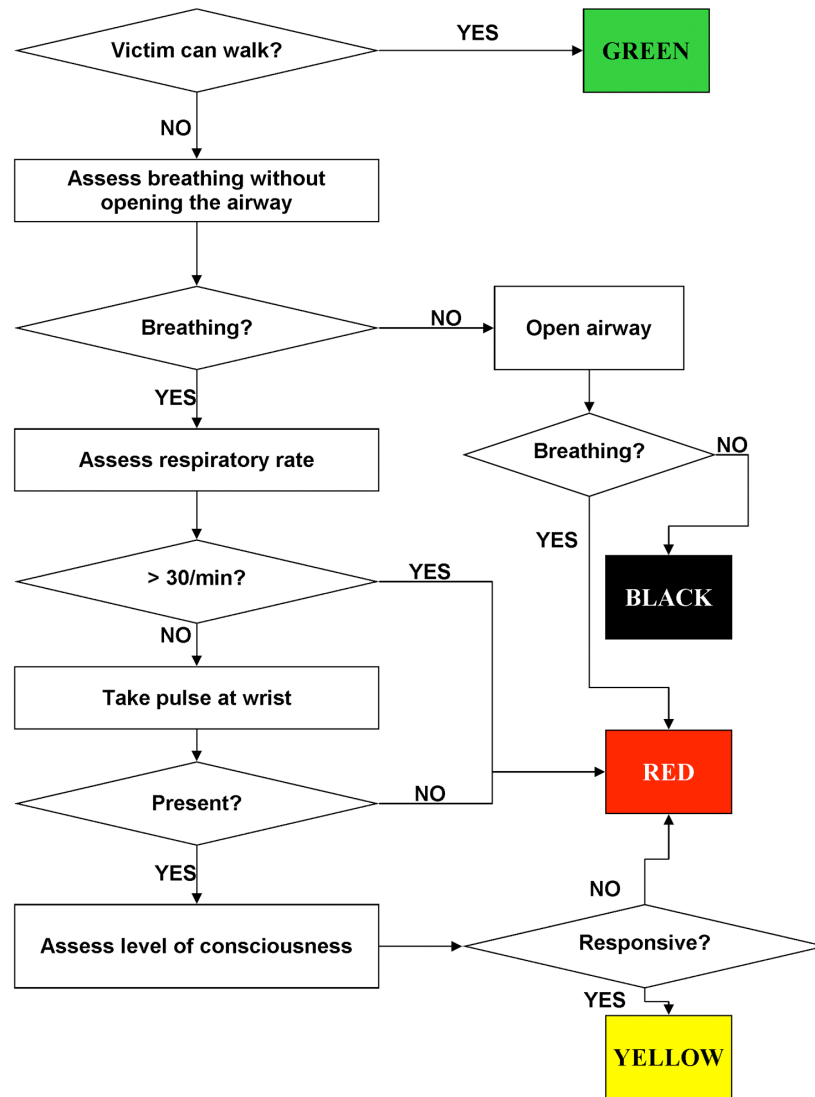 Victim can walk?
YES
GREEN
NO
Assess breathing without
opening the airway
Breathing?
NO
Open airway
YES
Assess respiratory rate
Breathing?
NO
YES
BLACK
> 30/min?
YES
NO
Take pulse at wrist
RED
Present?
NO
YES
Assess level of consciousness
NO
Responsive?
YES
YELLOW